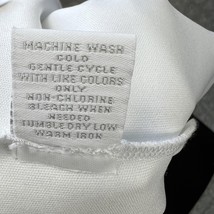 MACHINE WASH
COLD
GENTLE CYCLE
WITH LIKE COLORS
ONLY
NON-CHLORINE
BLEACH WHEN
NEEDED
TUMBLE DRY LOW
WARM IRON